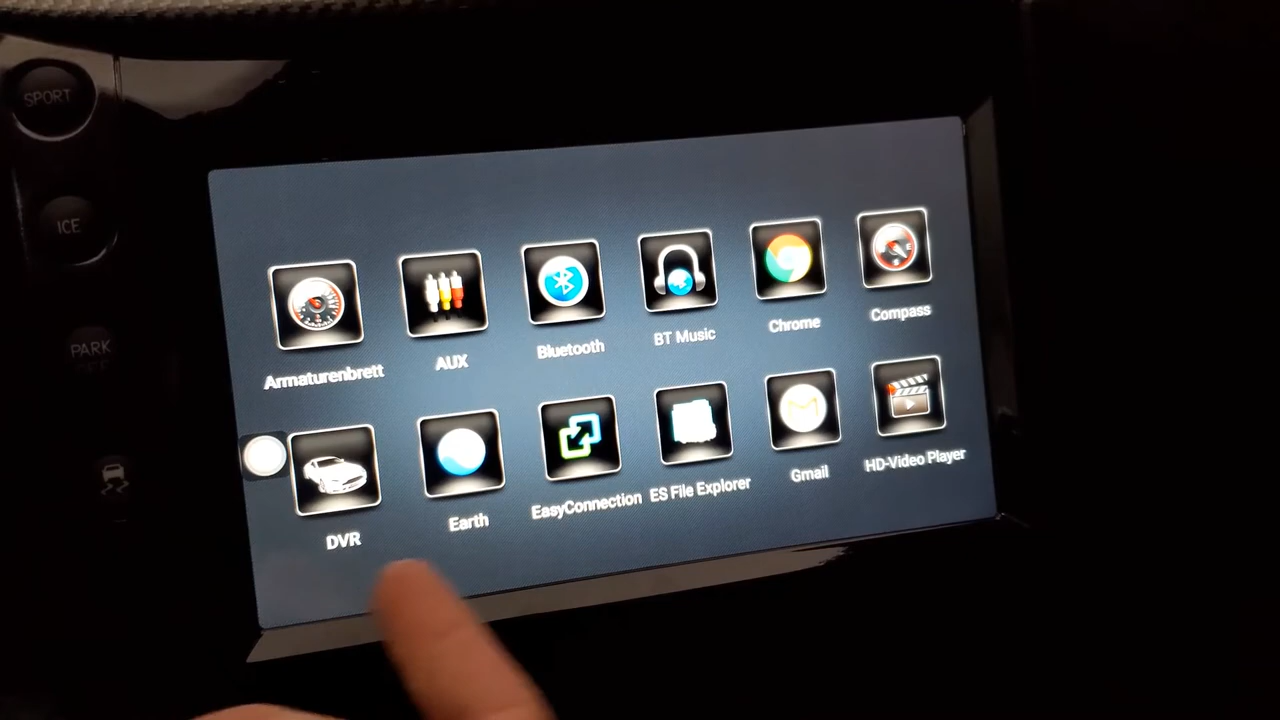 SPORT
ICE
PARK
Armaturenbrett
AUX
Bluetooth
BT Music
Chrome
Compass
DVR
Earth
EasyConnection
ES File Explorer
Gmail
HD-Video Player